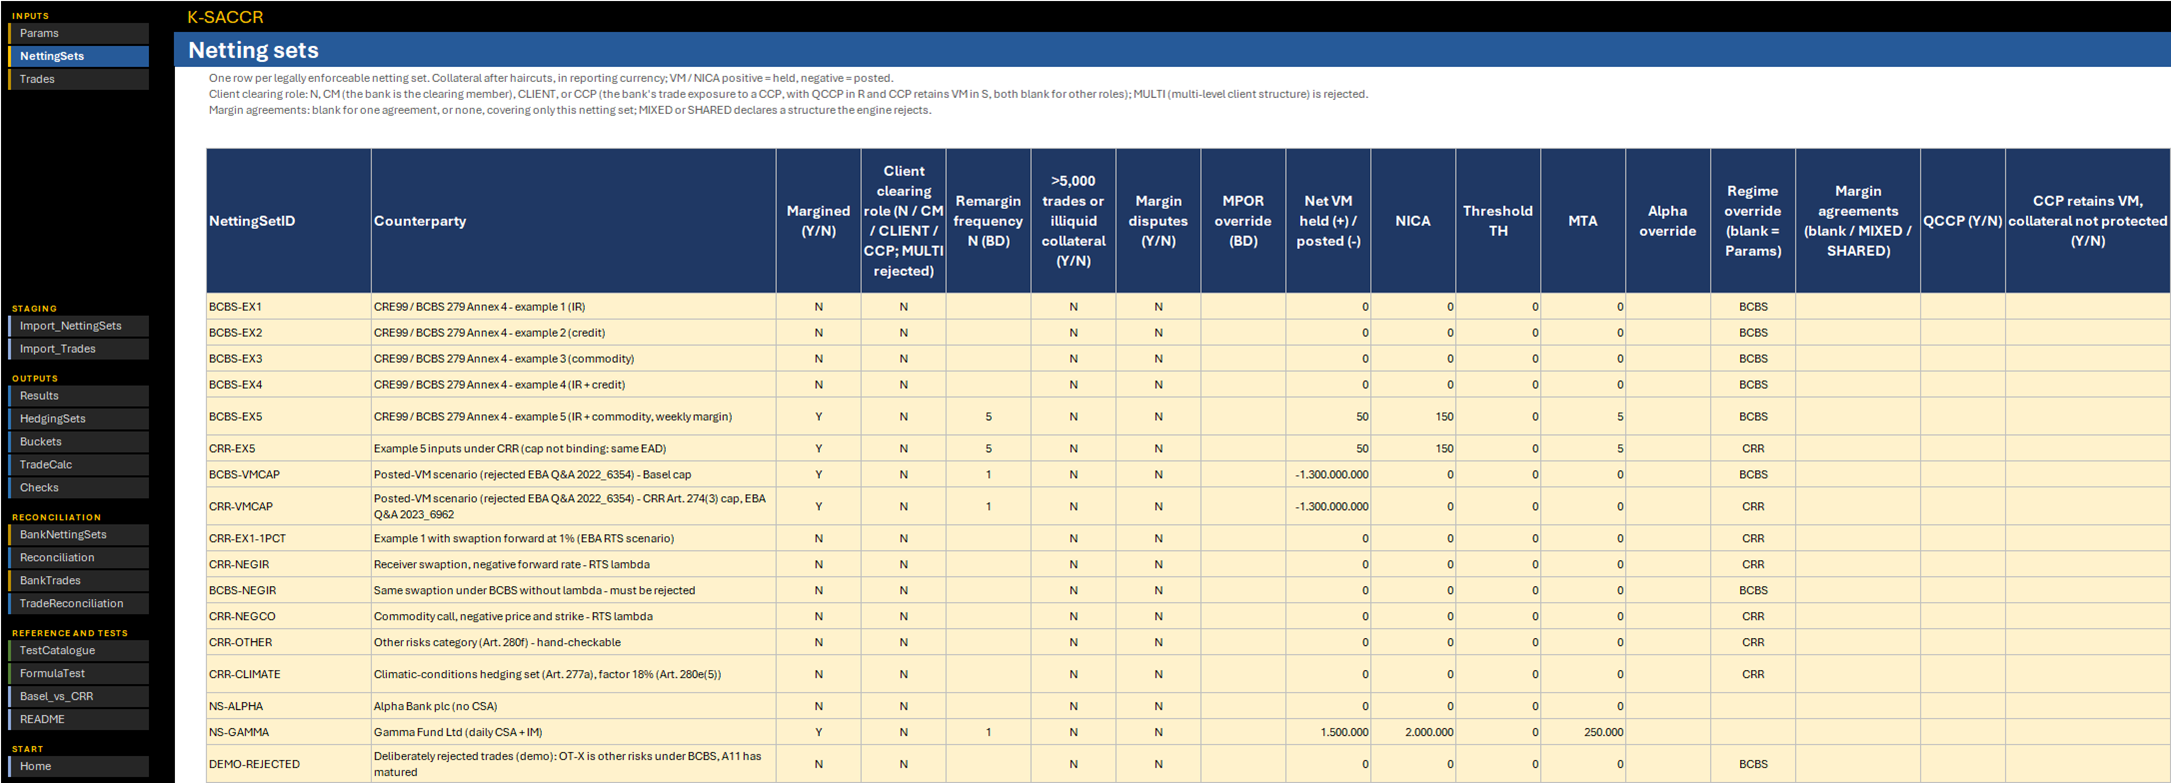 INPUTS
Params
NettingSets
Trades
STAGING
Import_NettingSets
Import_Trades
OUTPUTS
Results
HedgingSets
Buckets
TradeCalc
Checks
RECONCILIATION
BankNettingSets
Reconciliation
BankTrades
TradeReconciliation
REFERENCE AND TESTS
TestCatalogue
FormulaTest
Basel_vs_CRR
README
START
Home
K-SACCR
Netting sets
One row per legally enforceable netting set. Collateral after haircuts, in reporting currency; VM / NICA positive = held, negative = posted.
Client clearing role: N, CM (the bank is the clearing member), CLIENT, or CCP (the bank's trade exposure to a CCP, with QCCP in R and CCP retains VM in S, both blank for other roles); MULTI (multi-level client structure) is rejected.
Margin agreements: blank for one agreement, or none, covering only this netting set; MIXED or SHARED declares a structure the engine rejects.
NettingSetID
Counterparty
Margined
(Y/N)
Client
clearing
role (N / CM
/ CLIENT /
CCP; MULTI
rejected)
Remargin
frequency
N (BD)
>5,000
trades or
illiquid
collateral
(Y/N)
Margin
disputes
(Y/N)
MPOR
override
(BD)
Net VM
held (+) /
posted (-)
NICA
Threshold
TH
MTA
Alpha
override
Regime
override
(blank =
Params)
Margin
agreements
(blank / MIXED /
SHARED)
QCCP (Y/N)
CCP retains VM,
collateral not protected
(Y/N)
BCBS-EX1 CRE99 / BCBS 279 Annex 4 - example 1 (IR) N N N N 0 0 0 0 BCBS
BCBS-EX2 CRE99 / BCBS 279 Annex 4 - example 2 (credit) N N N N 0 0 0 0 BCBS
BCBS-EX3 CRE99 / BCBS 279 Annex 4 - example 3 (commodity) N N N N 0 0 0 0 BCBS
BCBS-EX4 CRE99 / BCBS 279 Annex 4 - example 4 (IR + credit) N N N N 0 0 0 0 BCBS
BCBS-EX5 CRE99 / BCBS 279 Annex 4 - example 5 (IR + commodity, weekly margin) Y N 5 N N 50 150 0 5 BCBS
CRR-EX5 Example 5 inputs under CRR (cap not binding: same EAD) Y N 5 N N 50 150 0 5 CRR
BCBS-VMCAP Posted-VM scenario (rejected EBA Q&A 2022_6354) - Basel cap Y N 1 N N -1.300.000.000 0 0 0 BCBS
CRR-VMCAP Posted-VM scenario (rejected EBA Q&A 2022_6354) - CRR Art. 274(3) cap, EBA
Q&A 2023_6962 Y N 1 N N -1.300.000.000 0 0 0 CRR
CRR-EX1-1PCT Example 1 with swaption forward at 1% (EBA RTS scenario) N N N N 0 0 0 0 CRR
CRR-NEGIR Receiver swaption, negative forward rate - RTS lambda N N N N 0 0 0 0 CRR
BCBS-NEGIR Same swaption under BCBS without lambda - must be rejected N N N N 0 0 0 0 BCBS
CRR-NEGCO Commodity call, negative price and strike - RTS lambda N N N N 0 0 0 0 CRR
CRR-OTHER Other risks category (Art. 280f) - hand-checkable N N N N 0 0 0 0 CRR
CRR-CLIMATE Climatic-conditions hedging set (Art. 277a), factor 18% (Art. 280e(5)) N N N N 0 0 0 0 CRR
NS-ALPHA Alpha Bank plc (no CSA) N N N N 0 0 0 0
NS-GAMMA Gamma Fund Ltd (daily CSA + IM) Y N 1 N N 1.500.000 2.000.000 0 250.000
DEMO-REJECTED Deliberately rejected trades (demo): OT-X is other risks under BCBS, A11 has
matured N N N N 0 0 0 0 BCBS